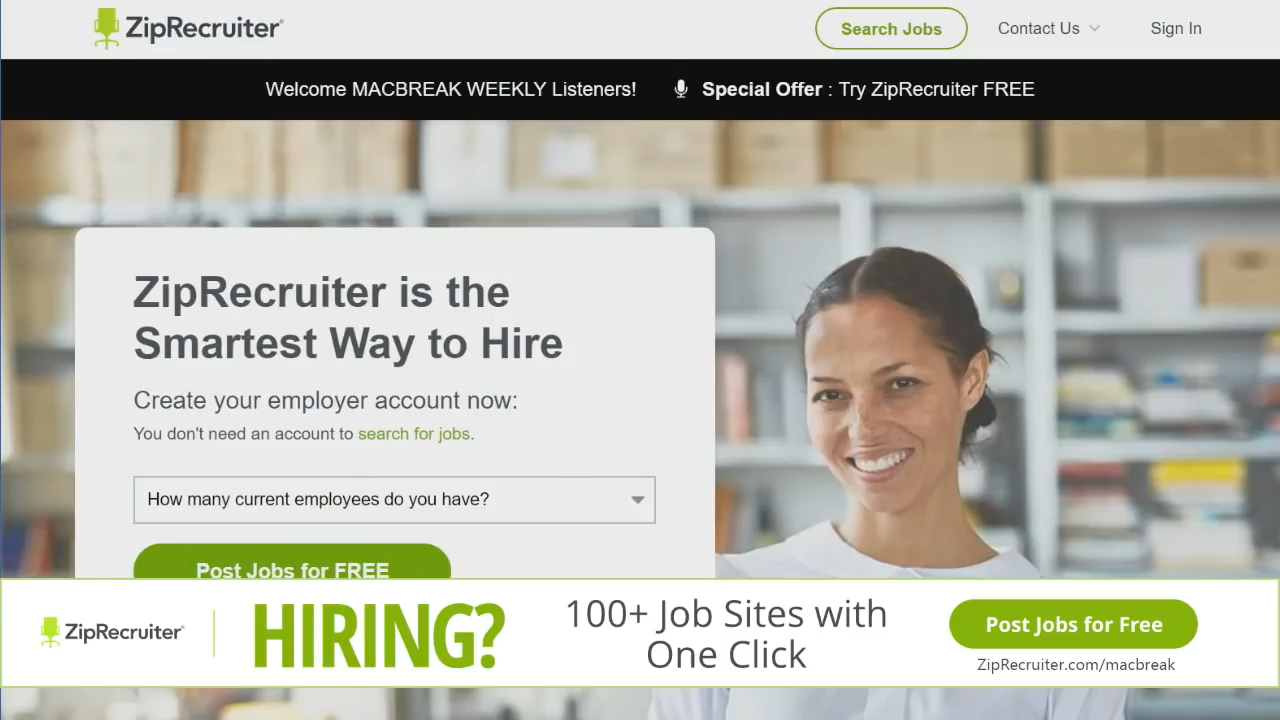 ZipRecruiter
Search Jobs
Contact Us
Sign In
Welcome MACBREAK WEEKLY Listeners!
Special Offer : Try ZipRecruiter FREE
ZipRecruiter is the
Smartest Way to Hire
Create your employer account now:
You don't need an account to search for jobs.
How many current employees do you have?
Post Jobs for FREE
ZipRecruiter
HIRING?
100+ Job Sites with
One Click
Post Jobs for Free
ZipRecruiter.com/macbreak